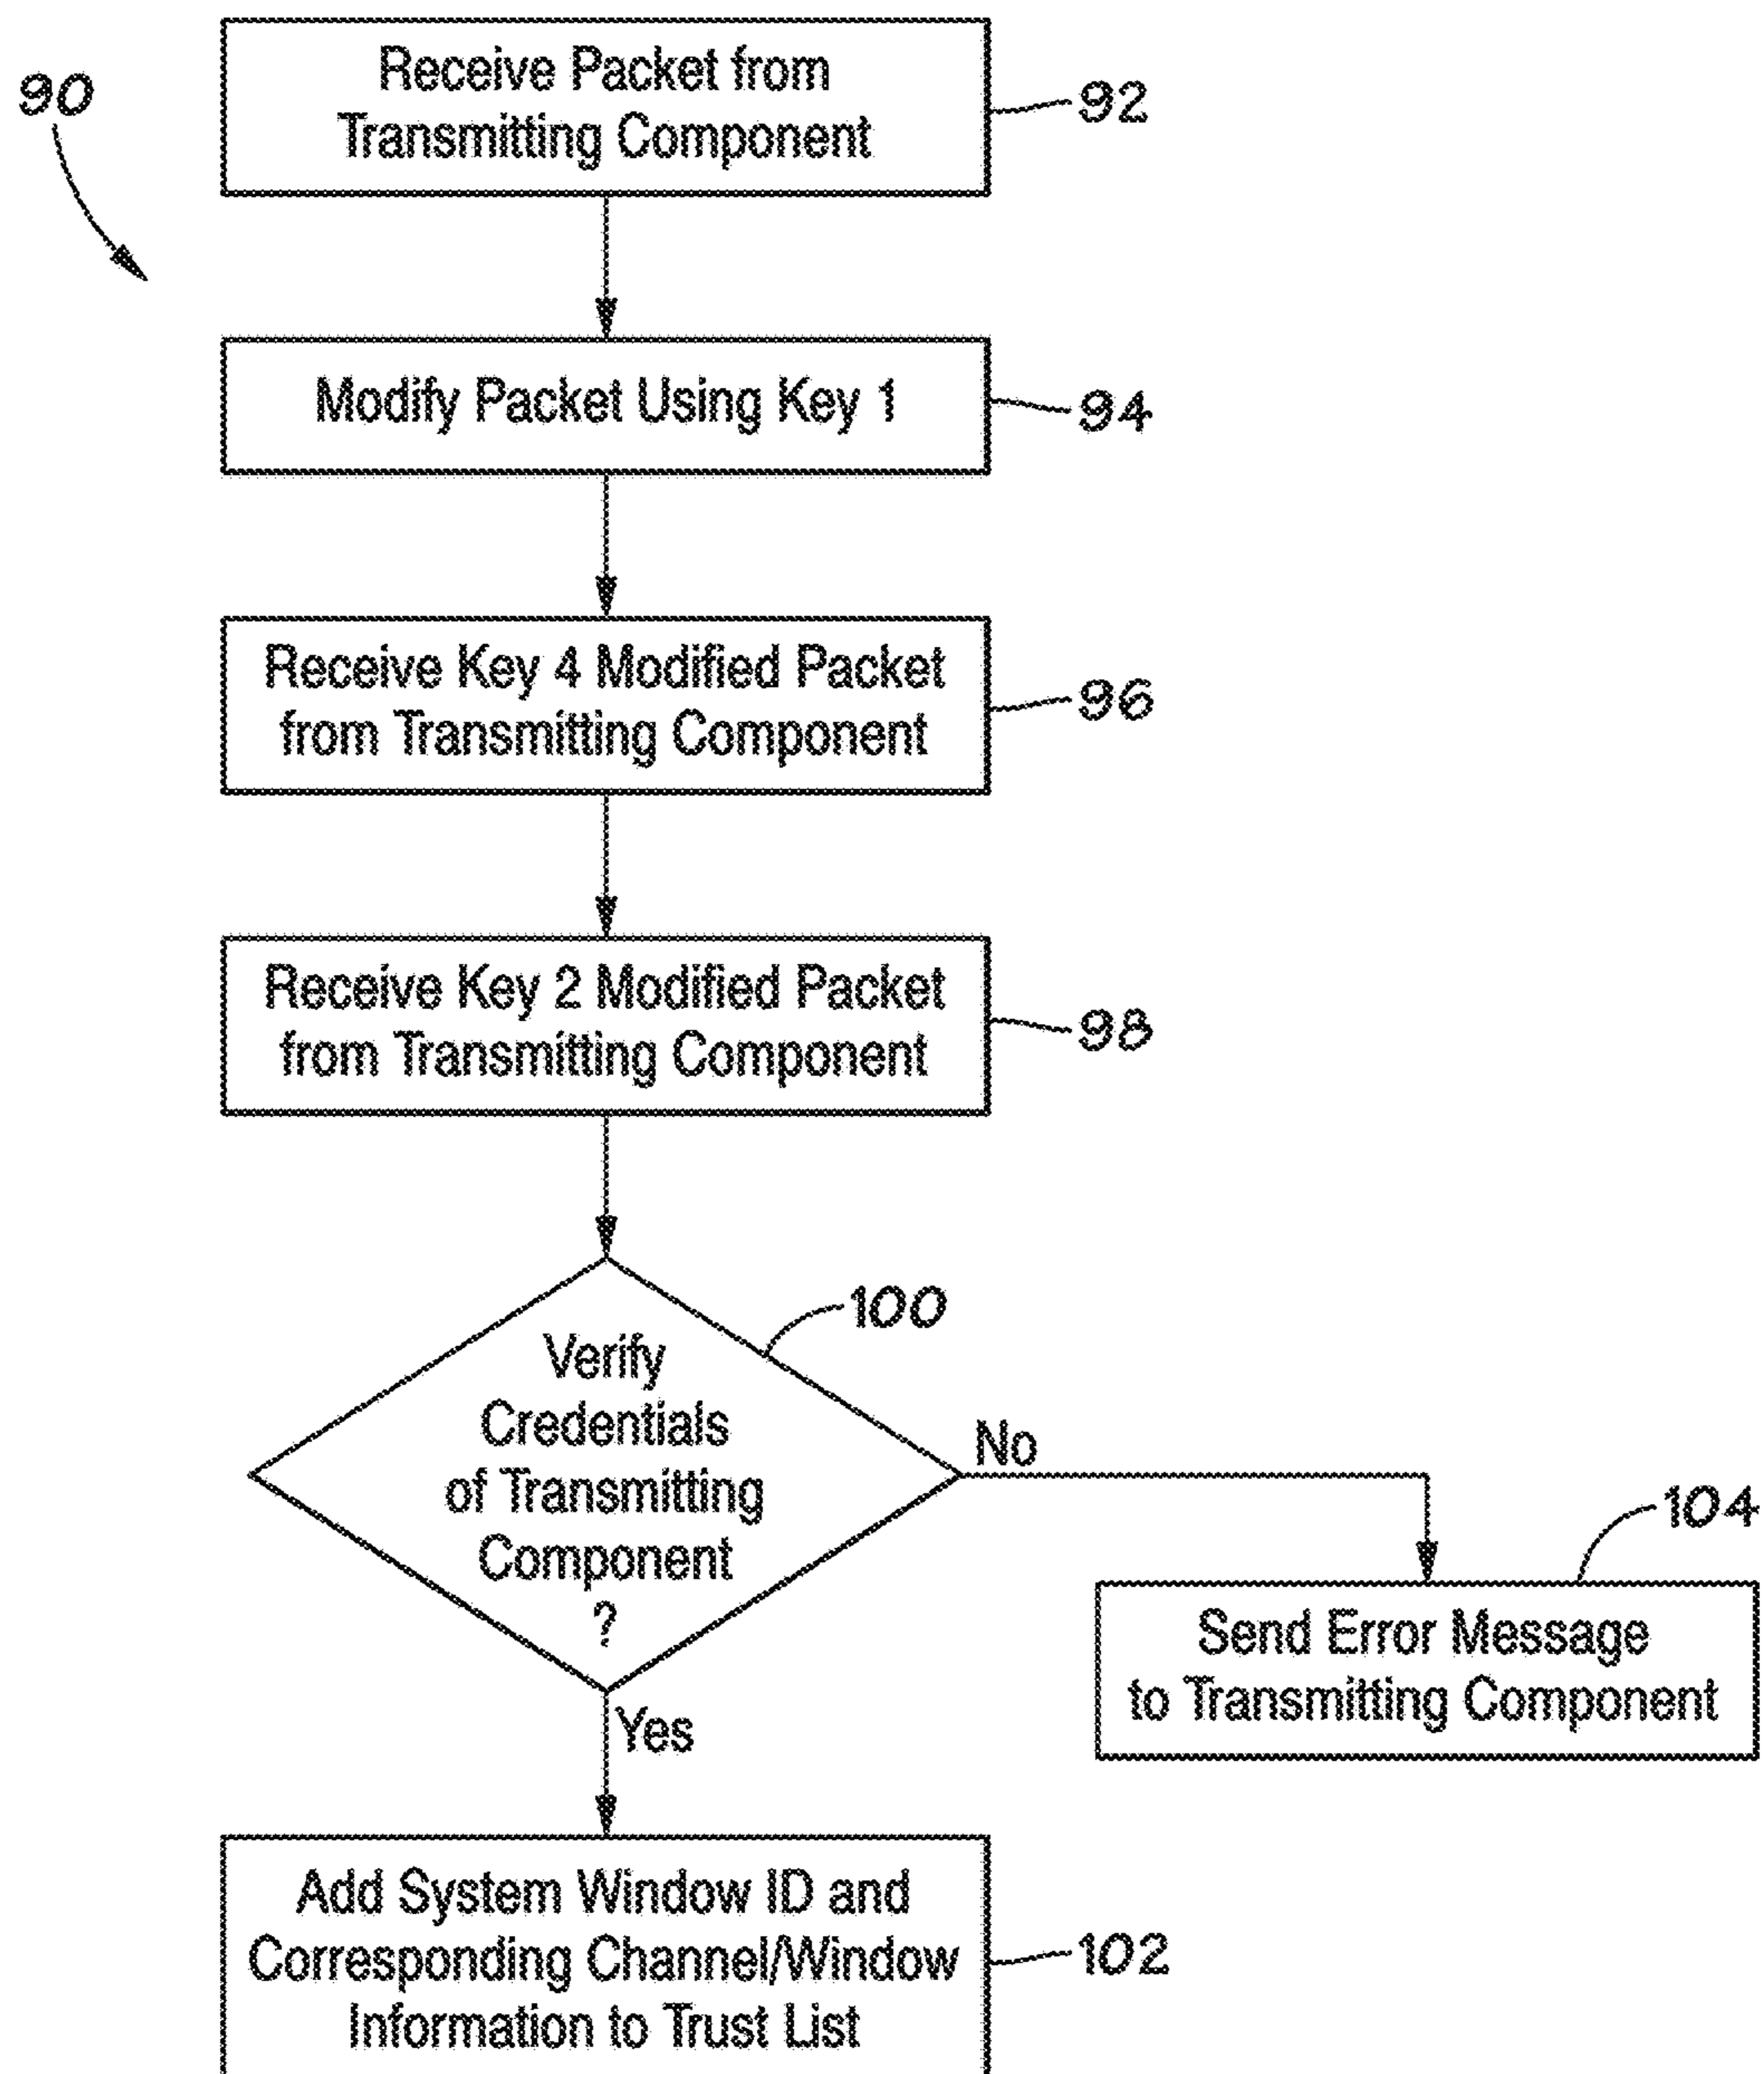 90
Receive Packet from
Transmitting Component
92
Modify Packet Using Key 1
94
Receive Key 4 Modified Packet
from Transmitting Component
96
Receive Key 2 Modified Packet
from Transmitting Component
98
100
Verify
Credentials
of Transmitting
Component
?
No
104
Send Error Message
to Transmitting Component
Yes
Add System Window ID and
Corresponding Channel/Window
Information to Trust List
102